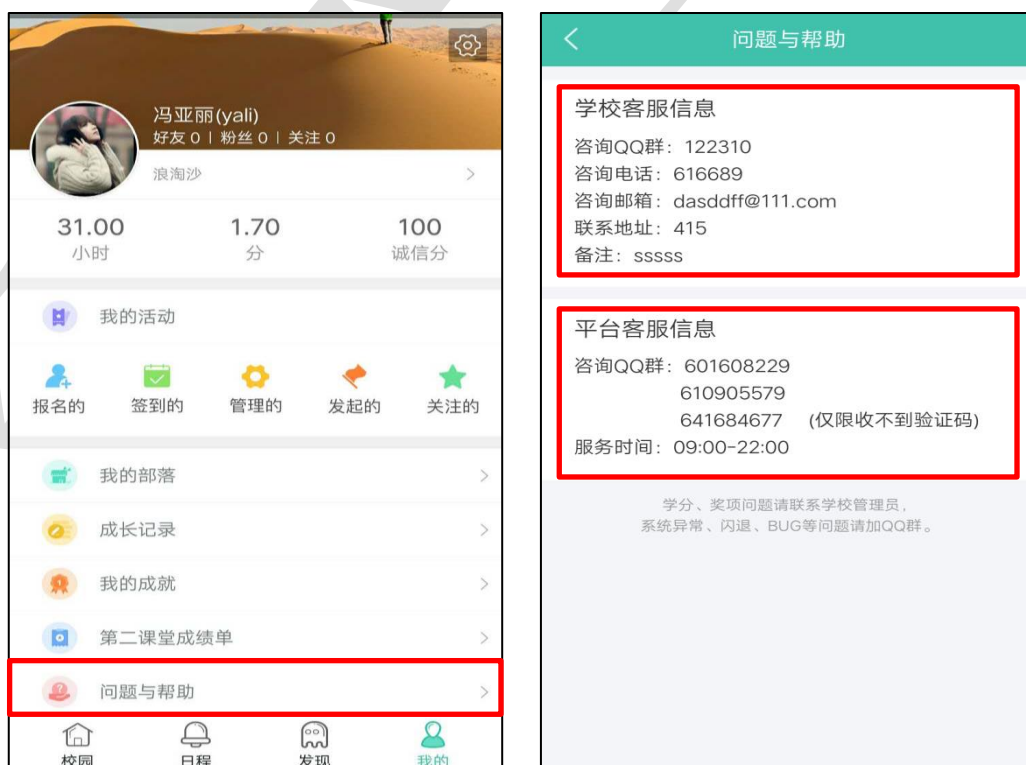 冯亚丽(yali)
好友 0 | 粉丝 0 | 关注 0
浪淘沙
31.00 1.70 100
小时 分 诚信分
我的活动
报名的 签到的 管理的 发起的 关注的
我的部落
成长记录
我的成就
第二课堂成绩单
问题与帮助
校园 日程 发现 我的
问题与帮助
学校客服信息
咨询QQ群：122310
咨询电话：616689
咨询邮箱：dasddff@111.com
联系地址：415
备注：sssss
平台客服信息
咨询QQ群：601608229
610905579
641684677 (仅限收不到验证码)
服务时间：09:00-22:00
学分、奖项问题请联系学校管理员，
系统异常、闪退、BUG等问题请加QQ群。